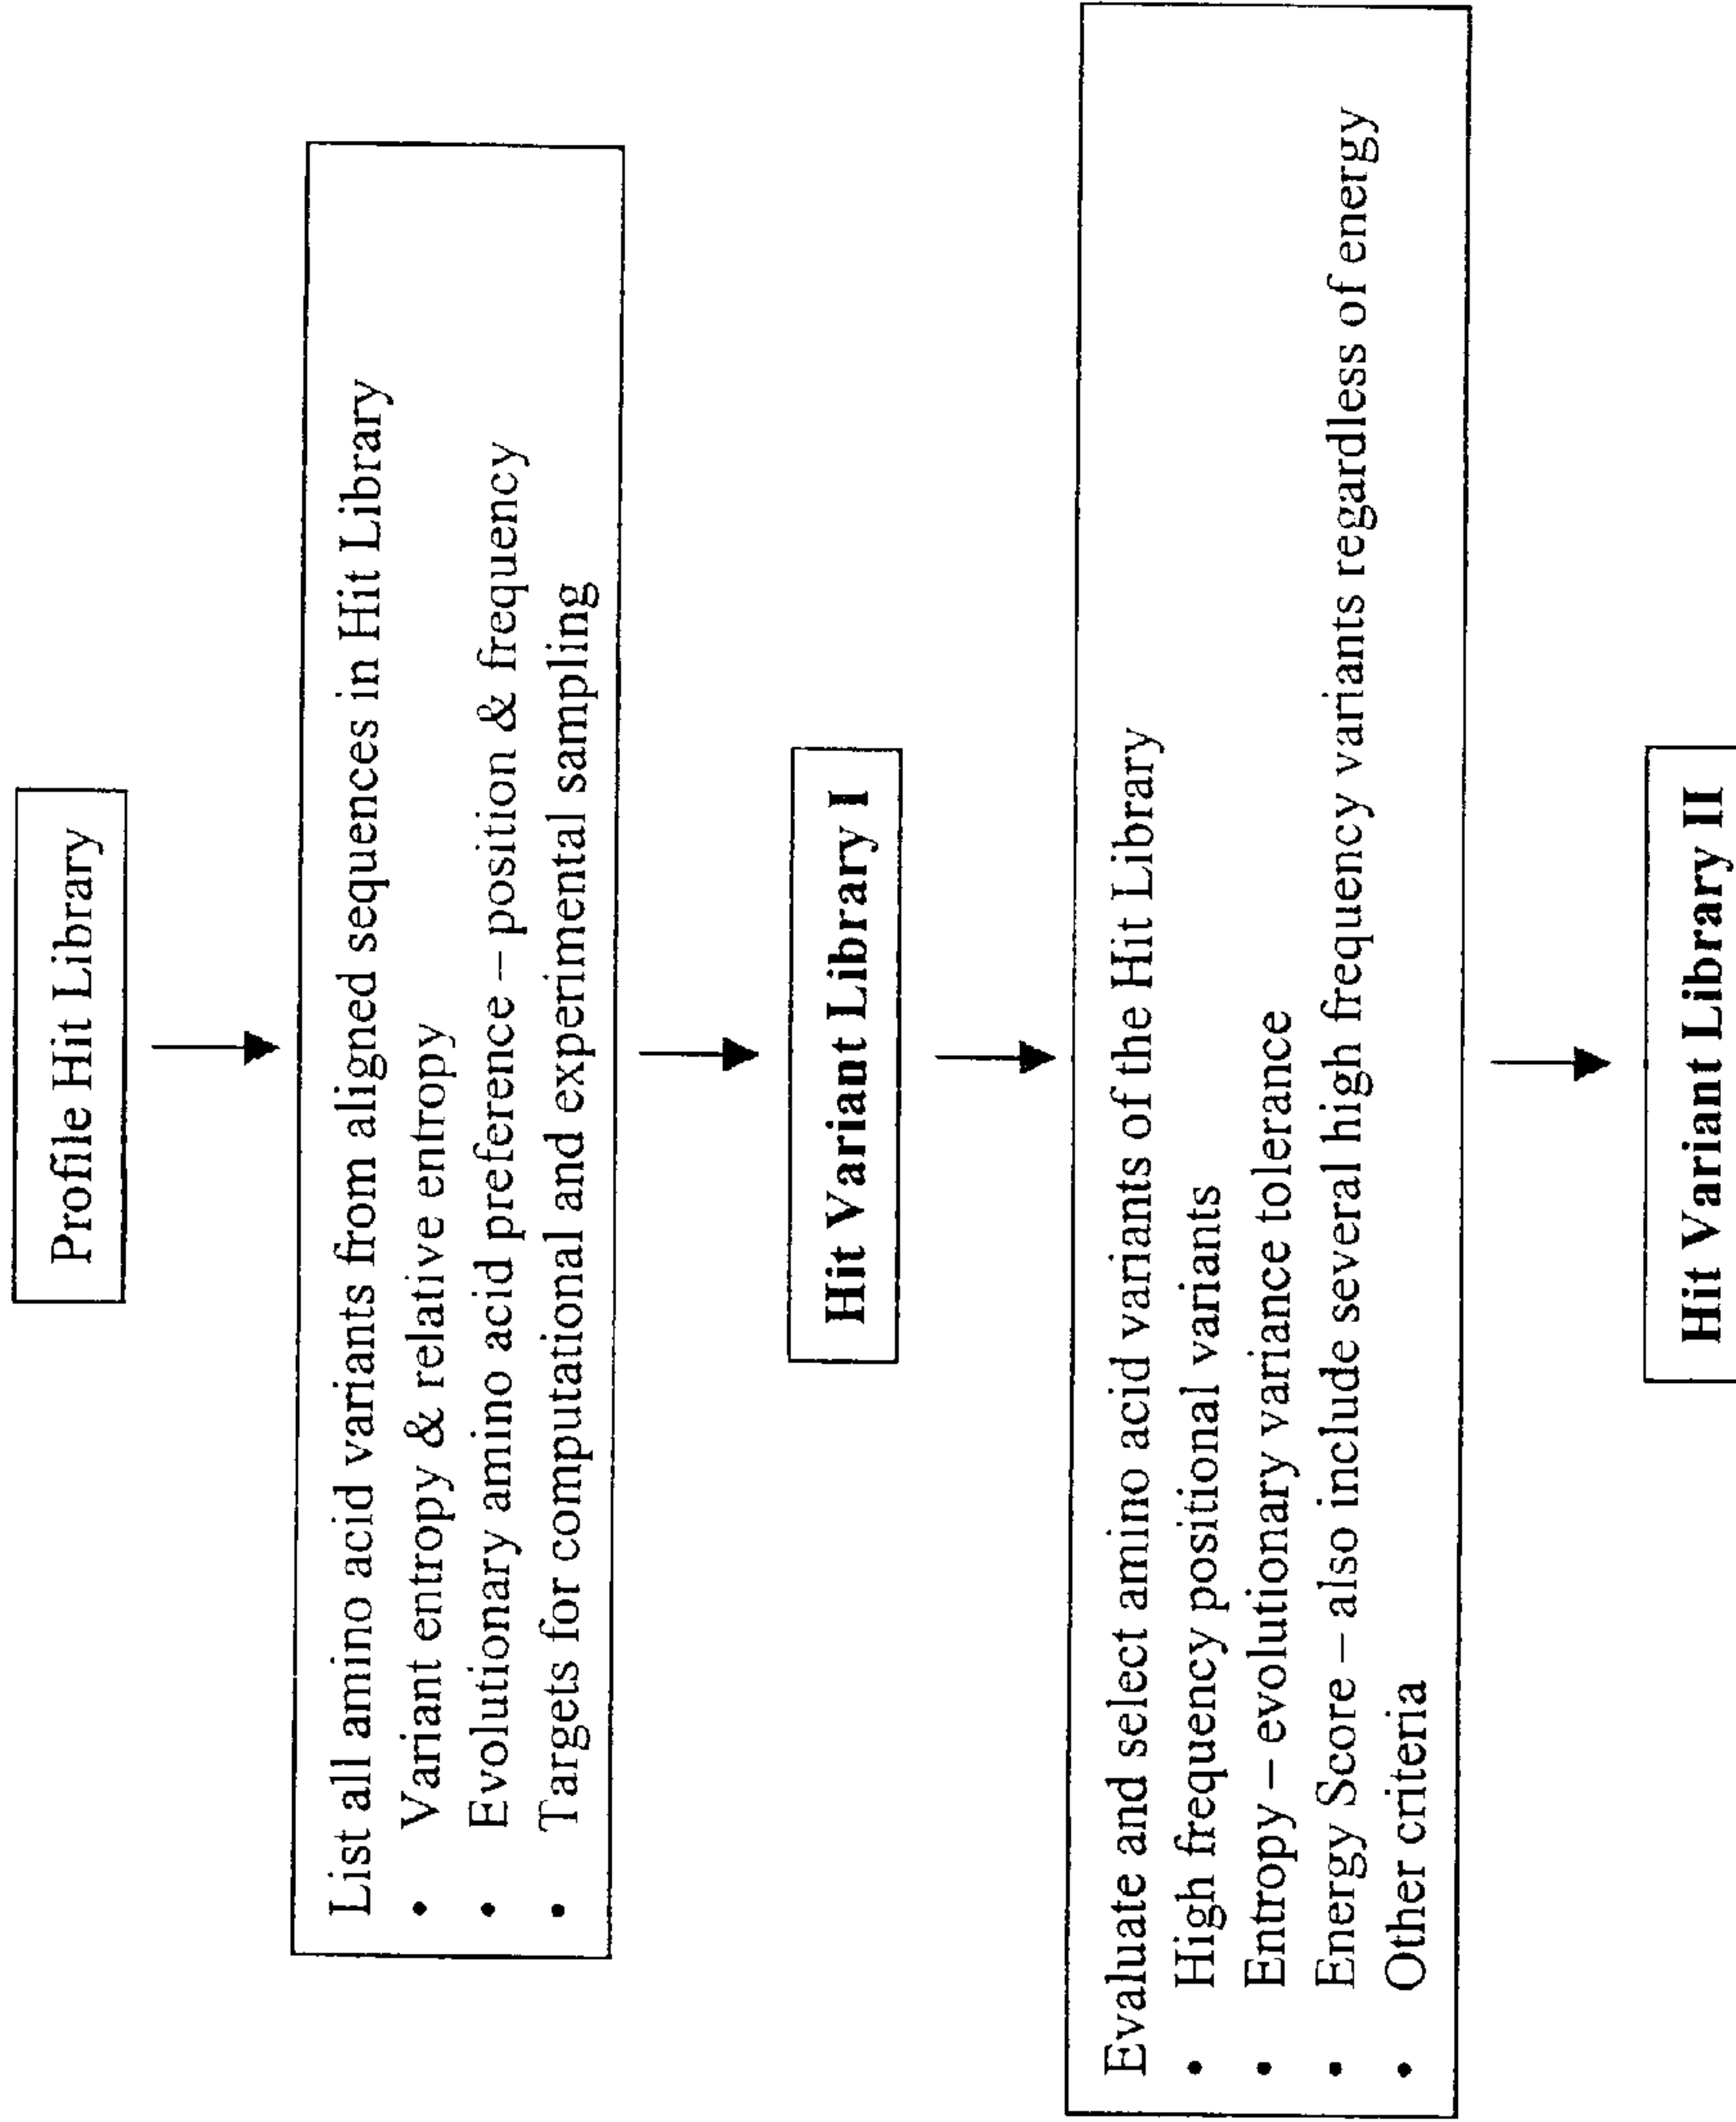 Profile Hit Library
List all amino acid variants from aligned sequences in Hit Library
• Variant entropy & relative entropy
• Evolutionary amino acid preference – position & frequency
• Targets for computational and experimental sampling
Hit Variant Library I
Evaluate and select amino acid variants of the Hit Library
• High frequency positional variants
• Entropy – evolutionary variance tolerance
• Energy Score – also include several high frequency variants regardless of energy
• Other criteria
Hit Variant Library II